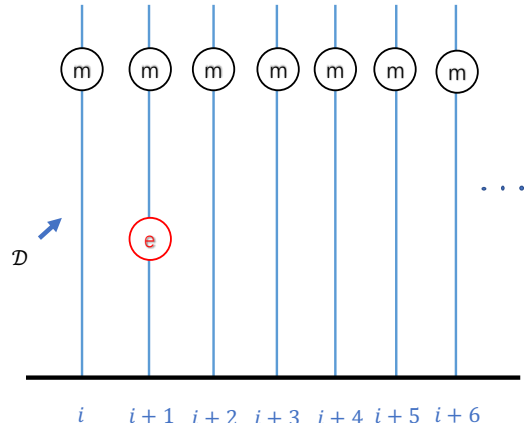 m m m m m m m
. . .
e
𝒟
i i + 1 i + 2 i + 3 i + 4 i + 5 i + 6